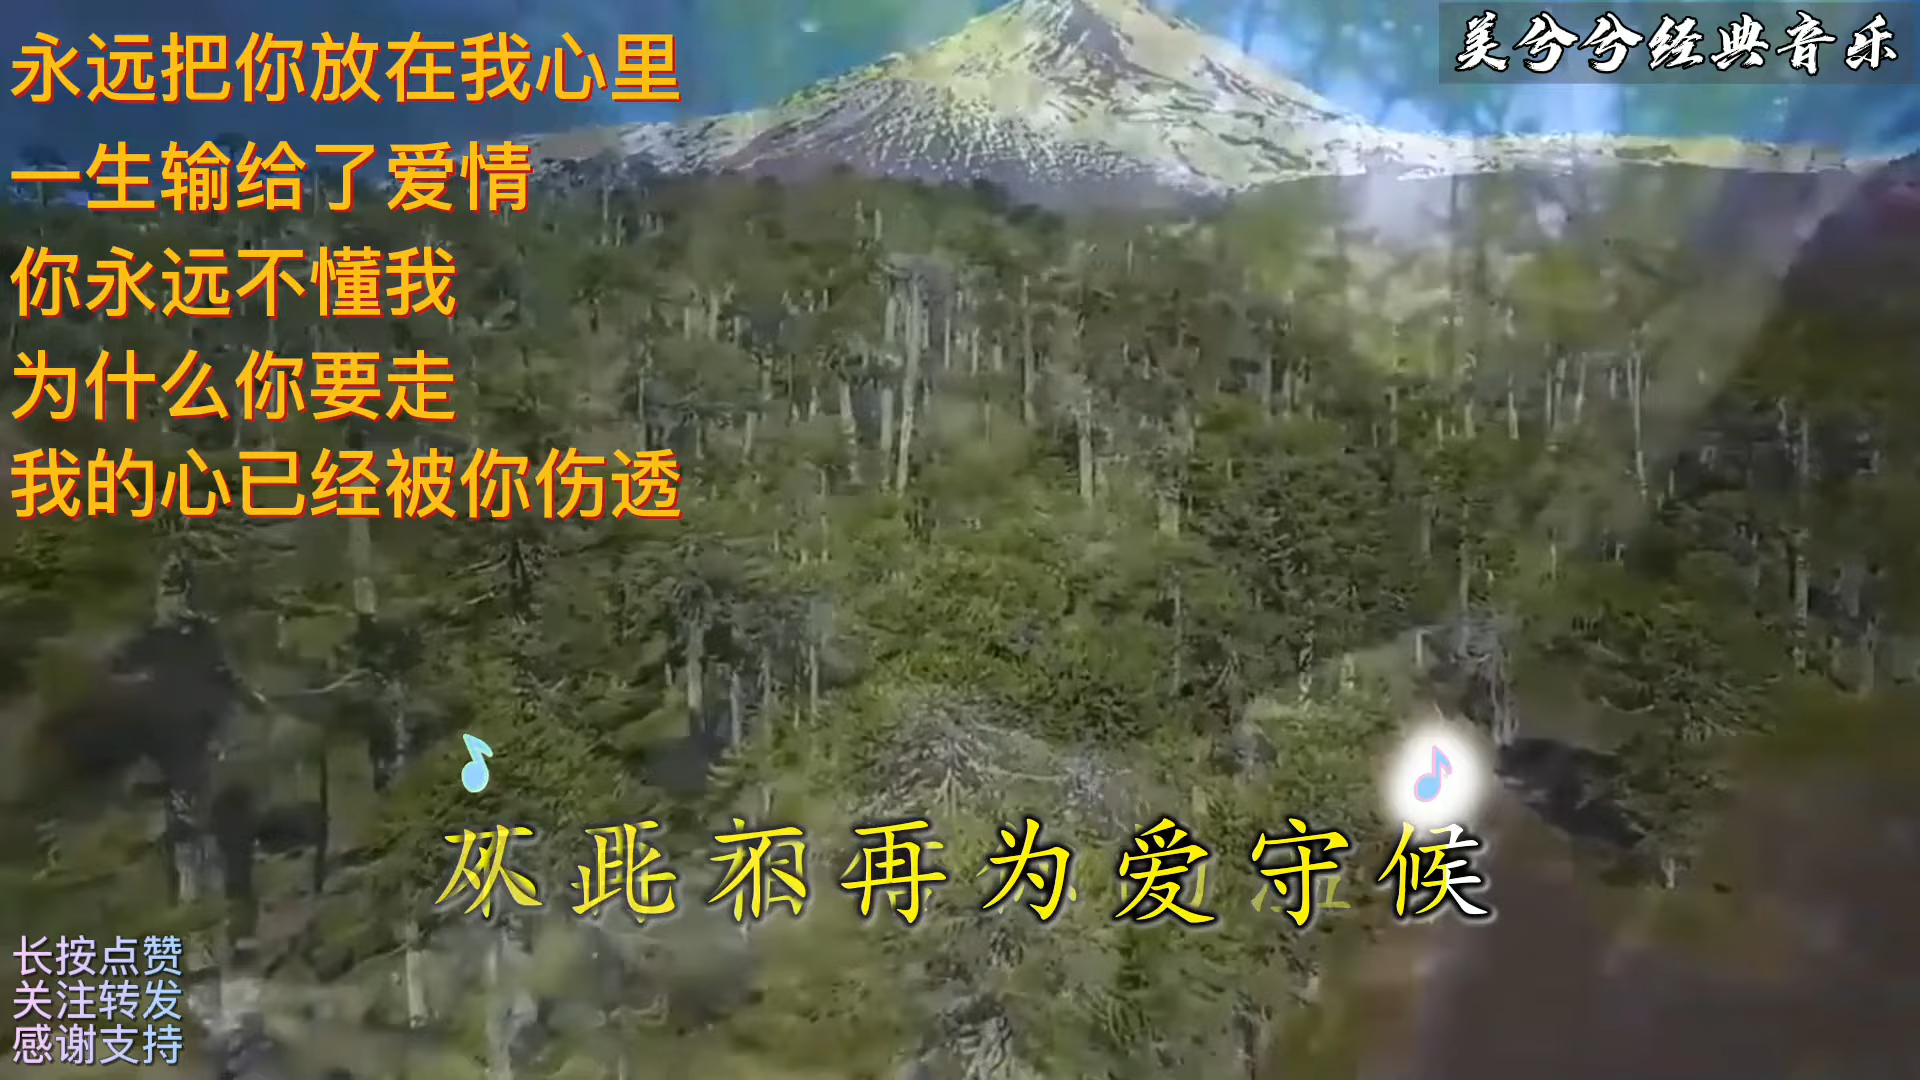 美兮兮经典音乐
永远把你放在我心里
一生输给了爱情
你永远不懂我
为什么你要走
我的心已经被你伤透
从此不再为爱守候
长按点赞
关注转发
感谢支持